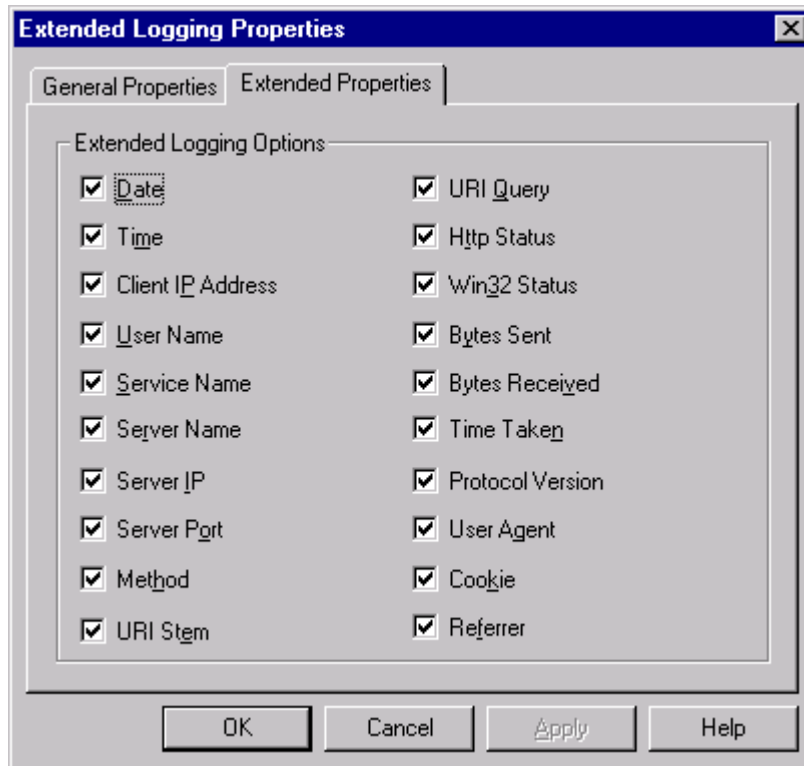 Extended Logging Properties
General Properties
Extended Properties
Extended Logging Options
Date
Time
Client IP Address
User Name
Service Name
Server Name
Server IP
Server Port
Method
URI Stem
URI Query
Http Status
Win32 Status
Bytes Sent
Bytes Received
Time Taken
Protocol Version
User Agent
Cookie
Referrer
OK
Cancel
Apply
Help